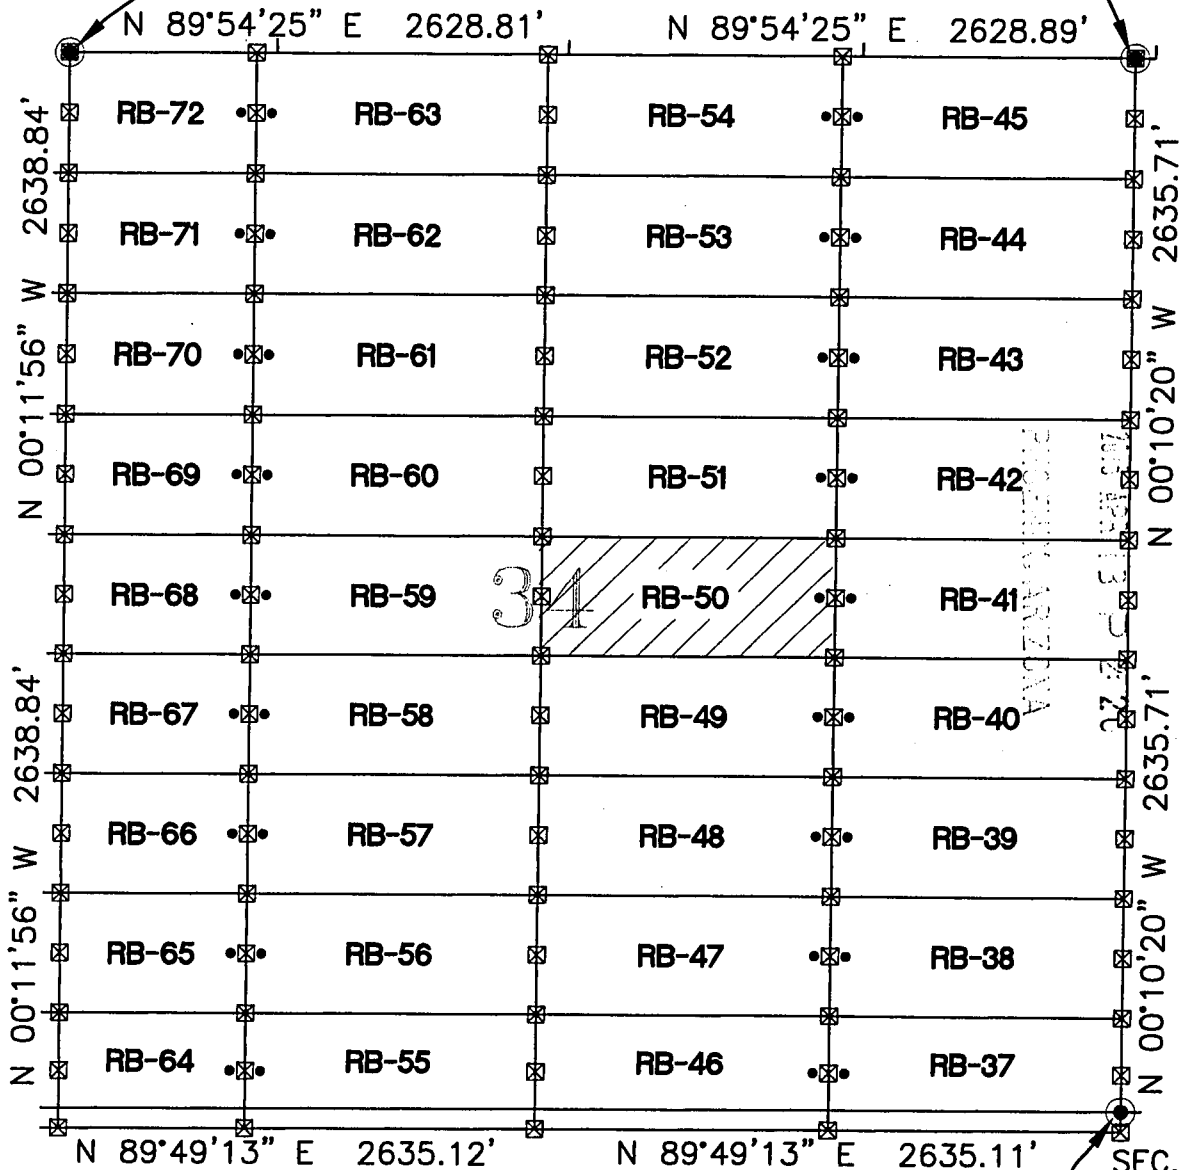 N 89°54'25" E 2628.81' N 89°54'25" E 2628.89'
RB-72 RB-63 RB-54 RB-45
RB-71 RB-62 RB-53 RB-44
RB-70 RB-61 RB-52 RB-43
RB-69 RB-60 RB-51 RB-42
RB-68 RB-59 34 RB-50 RB-41
RB-67 RB-58 RB-49 RB-40
RB-66 RB-57 RB-48 RB-39
RB-65 RB-56 RB-47 RB-38
RB-64 RB-55 RB-46 RB-37
N 00°11'56" W 2638.84'
N 00°11'56" W 2638.84'
N 00°10'20" W 2635.71'
N 00°10'20" W 2635.71'
ARIZONA
N 89°49'13" E 2635.12' N 89°49'13" E 2635.11'
SEC.